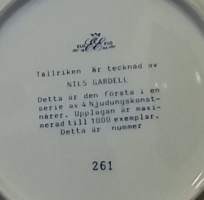 Tallriken är tecknad av
NILS GARDELL
Detta är den första i en
serie av 4 Njudungskonst-
närer. Upplagan är maxi-
merad till 1000 exemplar.
Detta är nummer
261